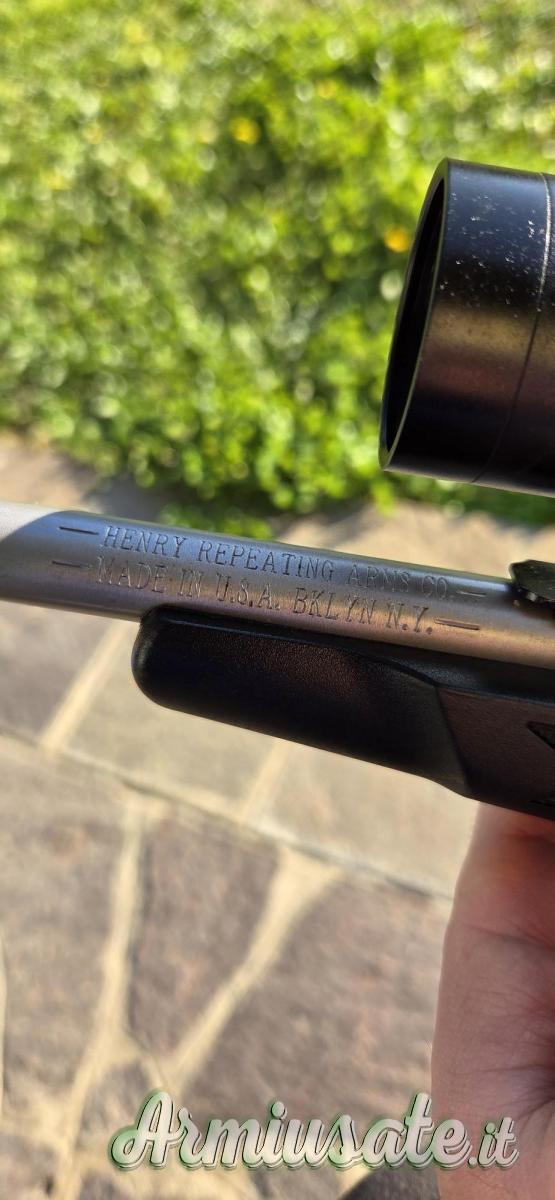 — HENRY REPEATING ARMS CO. —
— MADE IN U.S.A. BKLYN N.Y. —
Armiusate.it